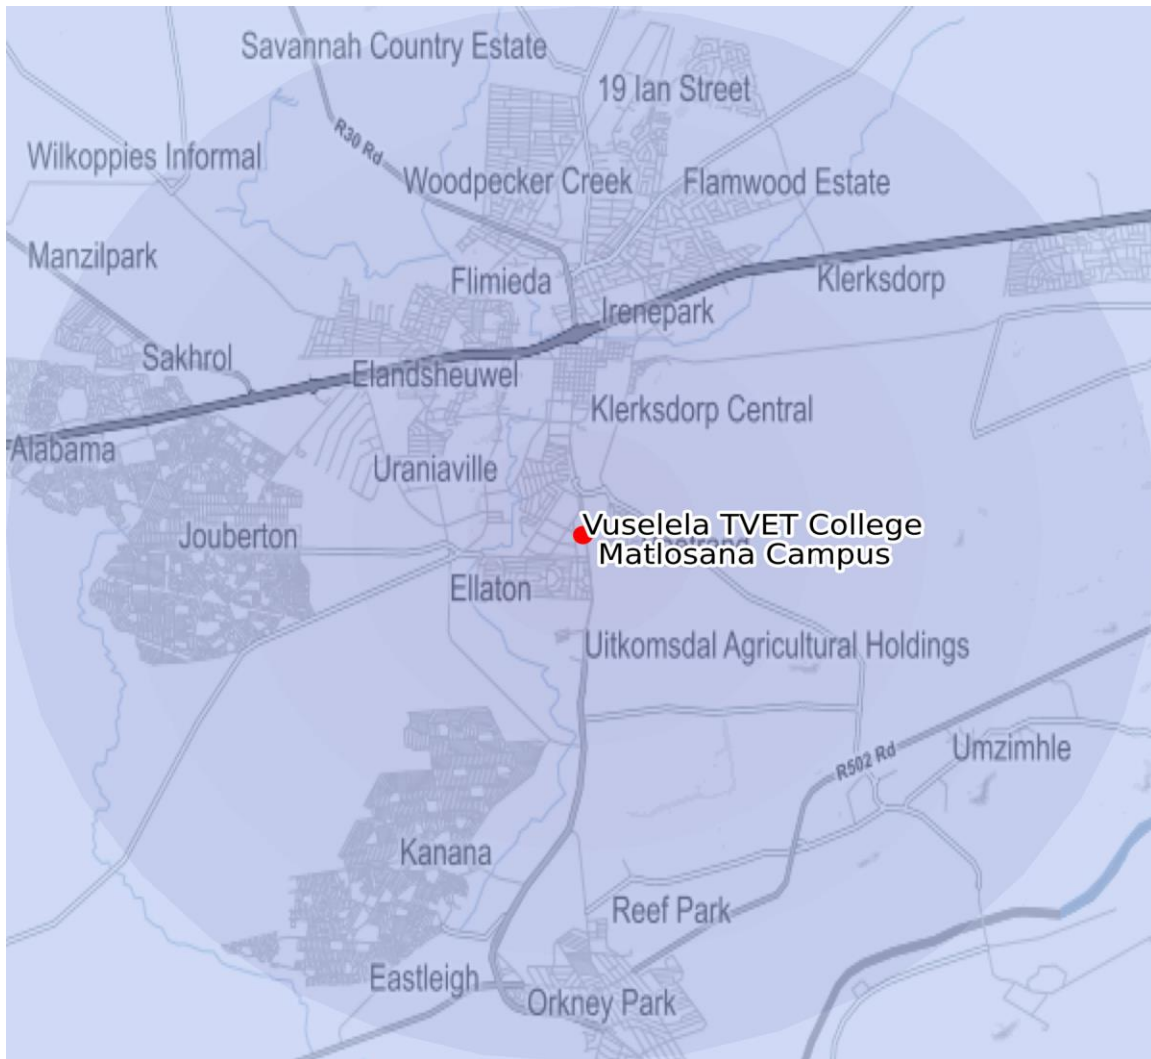 Savannah Country Estate
19 Ian Street
R30 Rd
Wilkoppies Informal
Woodpecker Creek
Flamwood Estate
Manzilpark
Flimieda
Klerksdorp
Irenepark
Sakhrol
Elandsheuwel
Klerksdorp Central
Alabama
Uraniaville
Vuselela TVET College
Matlosana Campus
Jouberton
Ellaton
Uitkomsdal Agricultural Holdings
Umzimhle
R502 Rd
Kanana
Reef Park
Eastleigh
Orkney Park